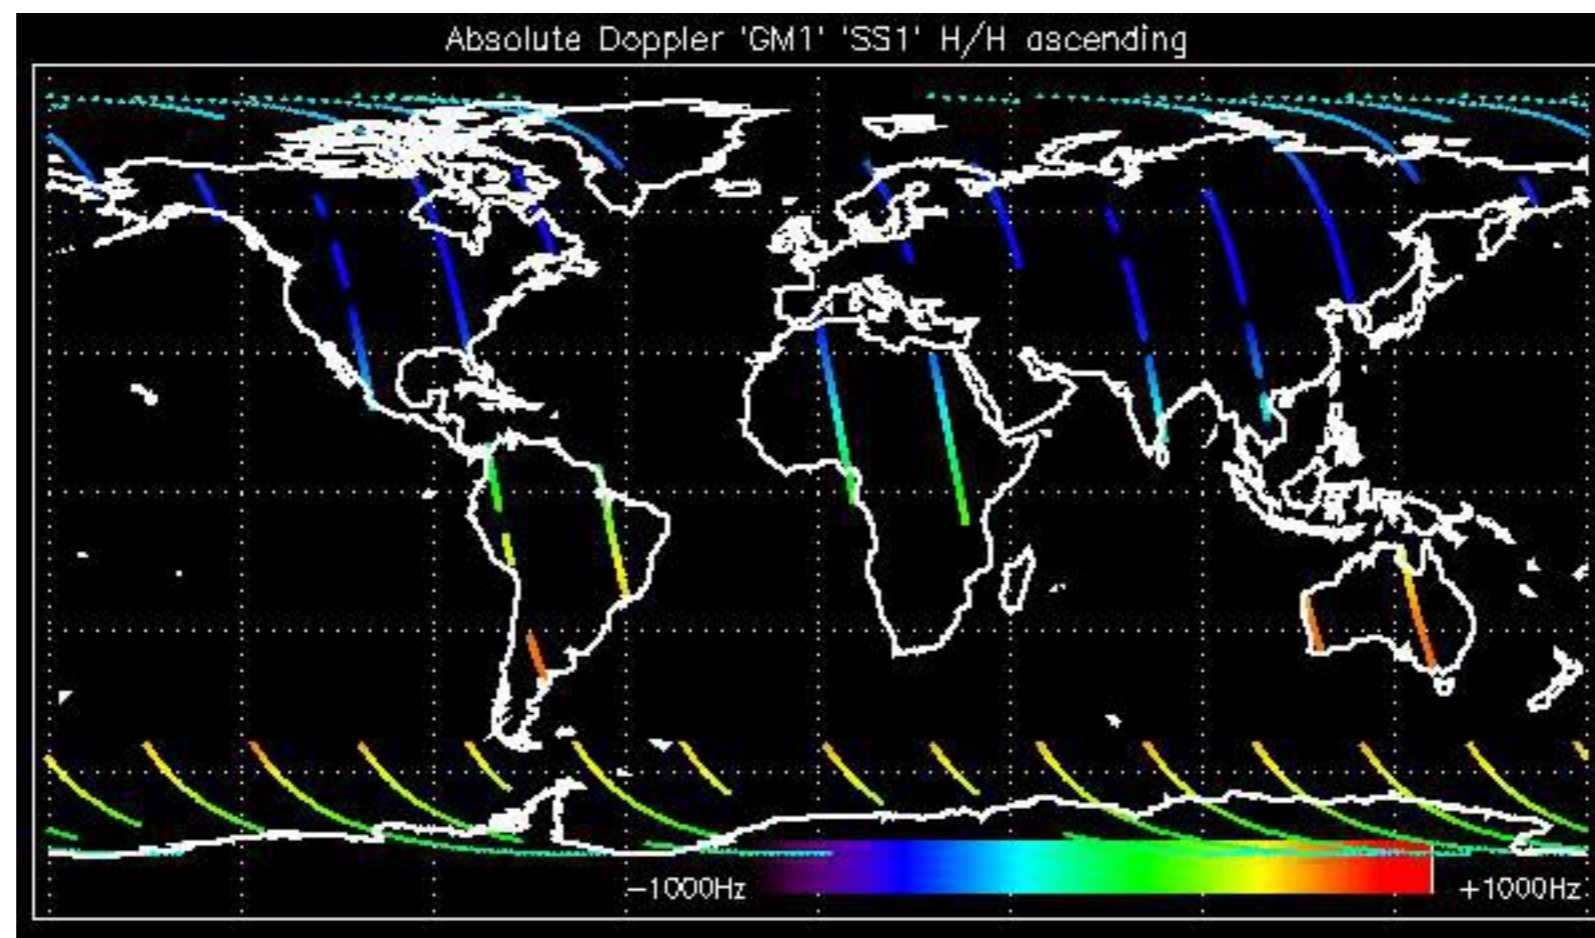 Absolute Doppler 'GM1' 'SS1' H/H ascending
−1000Hz
+1000Hz